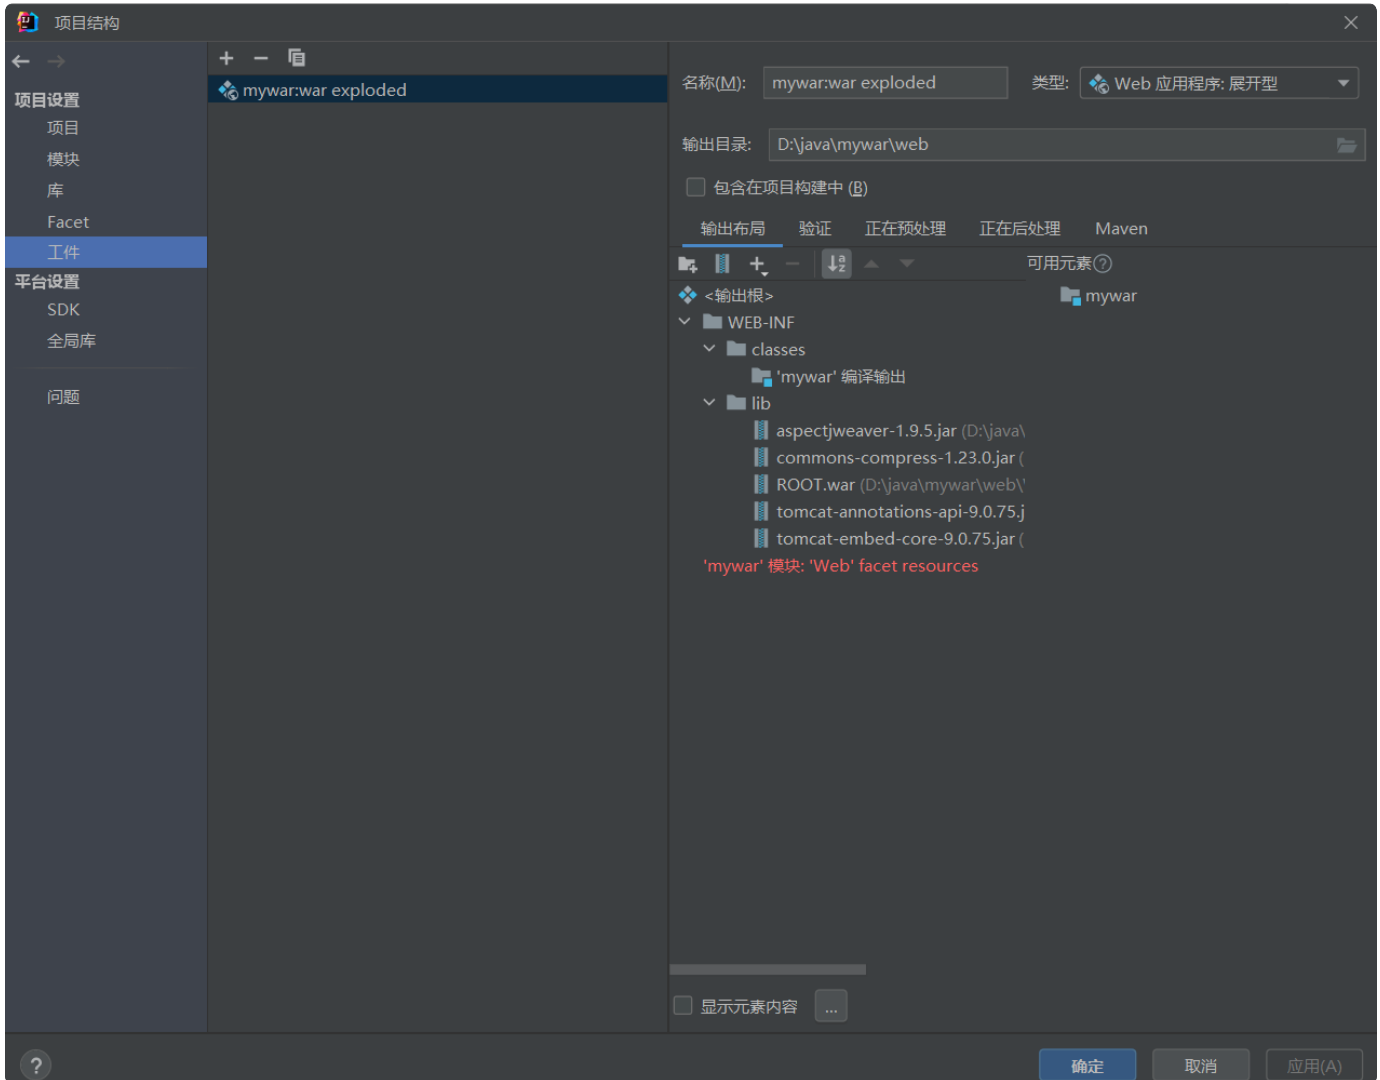 项目结构
项目设置
项目
模块
库
Facet
工件
平台设置
SDK
全局库
问题
mywar:war exploded
名称(M): mywar:war exploded 类型: Web 应用程序: 展开型
输出目录: D:\java\mywar\web
包含在项目构建中 (B)
输出布局 验证 正在预处理 正在后处理 Maven
可用元素
<输出根>
WEB-INF
classes
'mywar' 编译输出
lib
aspectjweaver-1.9.5.jar (D:\java\
commons-compress-1.23.0.jar (
ROOT.war (D:\java\mywar\web\'
tomcat-annotations-api-9.0.75.j
tomcat-embed-core-9.0.75.jar (
'mywar' 模块: 'Web' facet resources
mywar
显示元素内容 ...
? 确定 取消 应用(A)